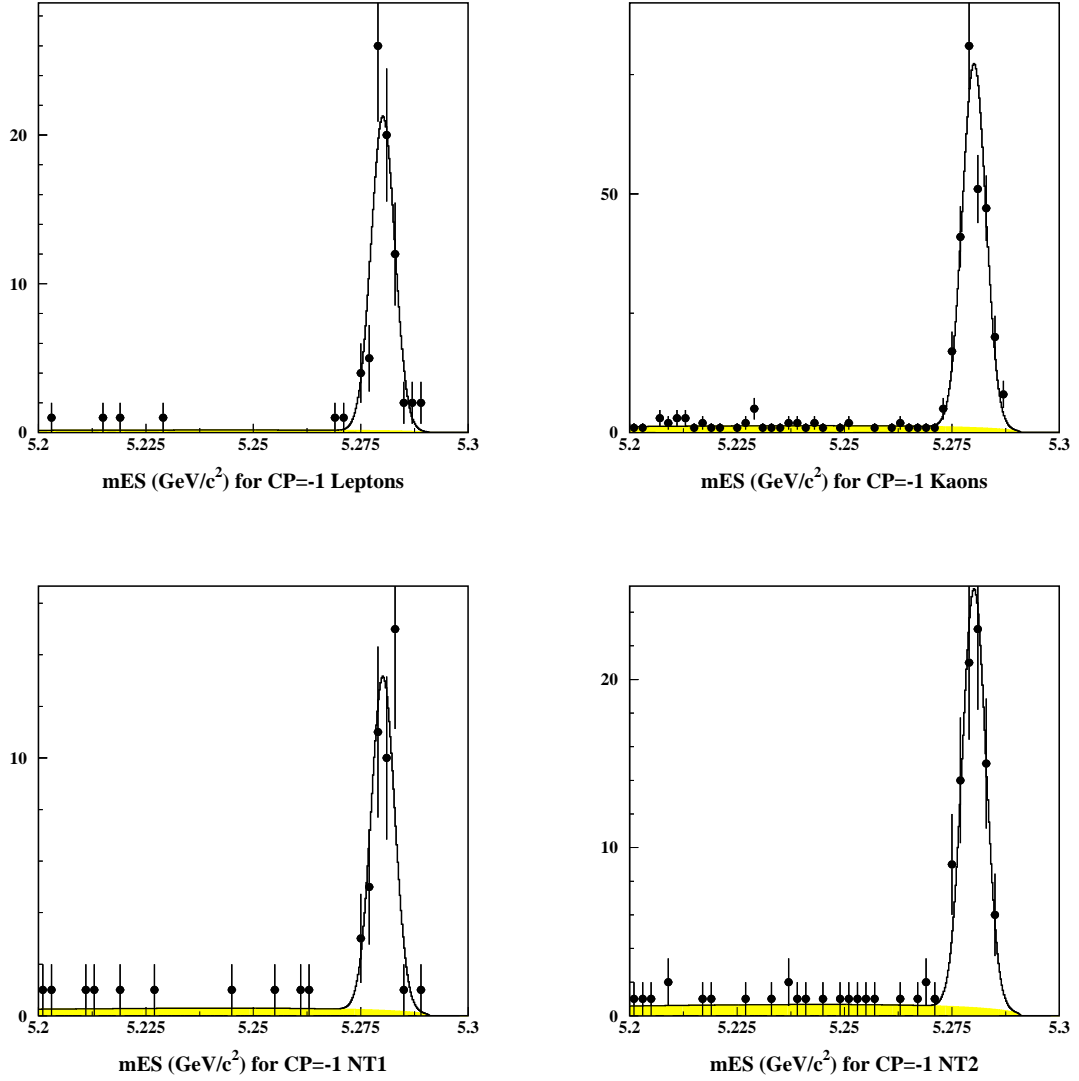 20
10
0
5.2 5.225 5.25 5.275 5.3
mES (GeV/c²) for CP=-1 Leptons
50
0
5.2 5.225 5.25 5.275 5.3
mES (GeV/c²) for CP=-1 Kaons
10
0
5.2 5.225 5.25 5.275 5.3
mES (GeV/c²) for CP=-1 NT1
20
10
0
5.2 5.225 5.25 5.275 5.3
mES (GeV/c²) for CP=-1 NT2